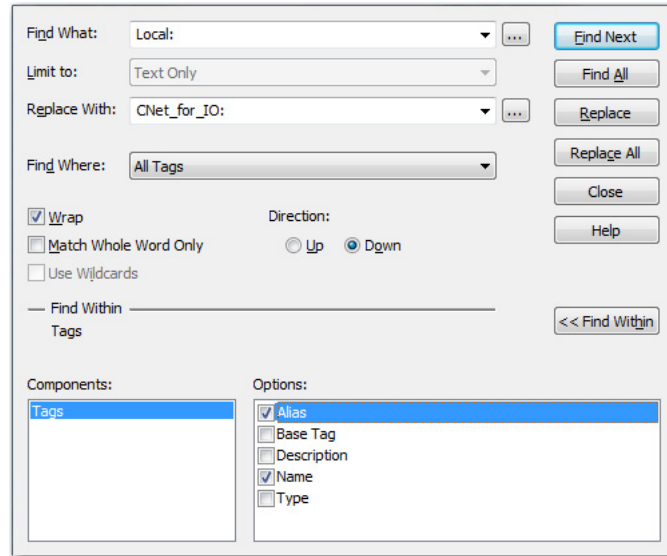 Find What: Local: ...
Find Next
Limit to: Text Only
Find All
Replace With: CNet_for_IO: ...
Replace
Find Where: All Tags
Replace All
Close
Wrap
Direction:
Help
Match Whole Word Only
Up Down
Use Wildcards
Find Within
<< Find Within
Tags
Components:
Options:
Tags
Alias
Base Tag
Description
Name
Type